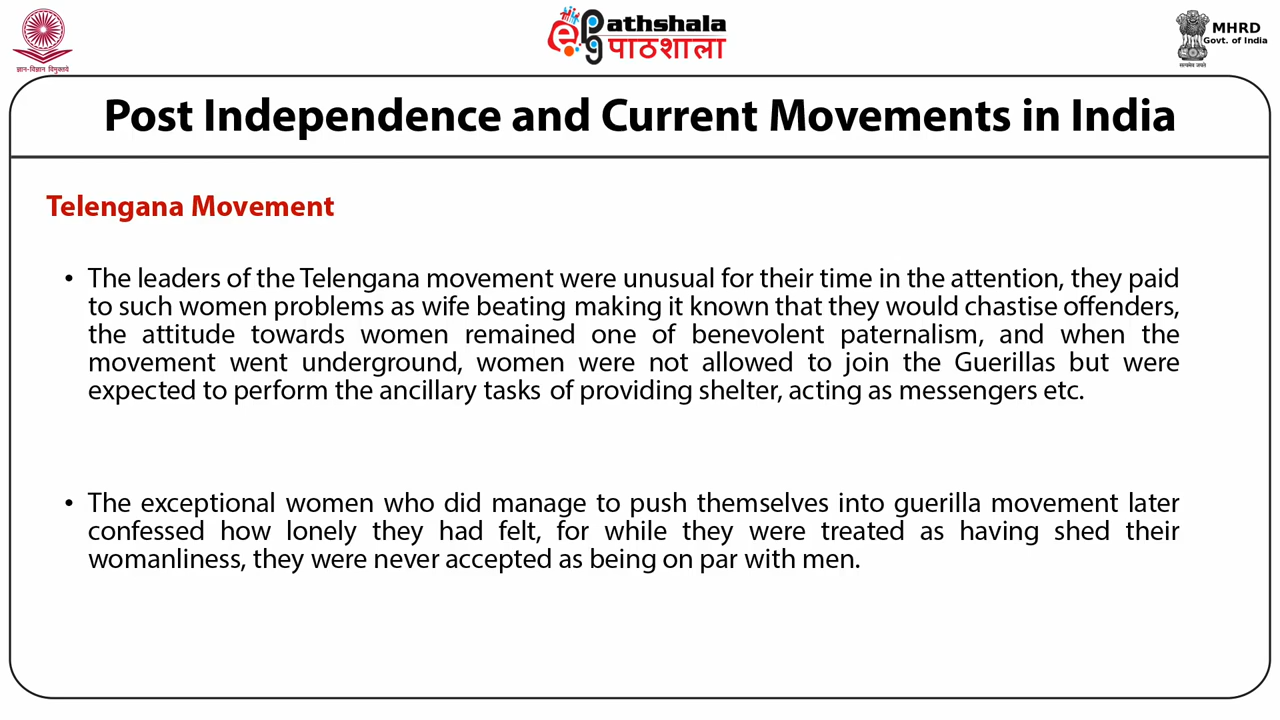 ज्ञान-विज्ञान विमुक्तये
ePG Pathshala
पाठशाला
MHRD
Govt. of India
सत्यमेव जयते
Post Independence and Current Movements in India
Telengana Movement
• The leaders of the Telengana movement were unusual for their time in the attention, they paid
to such women problems as wife beating making it known that they would chastise offenders,
the attitude towards women remained one of benevolent paternalism, and when the
movement went underground, women were not allowed to join the Guerillas but were
expected to perform the ancillary tasks of providing shelter, acting as messengers etc.
• The exceptional women who did manage to push themselves into guerilla movement later
confessed how lonely they had felt, for while they were treated as having shed their
womanliness, they were never accepted as being on par with men.